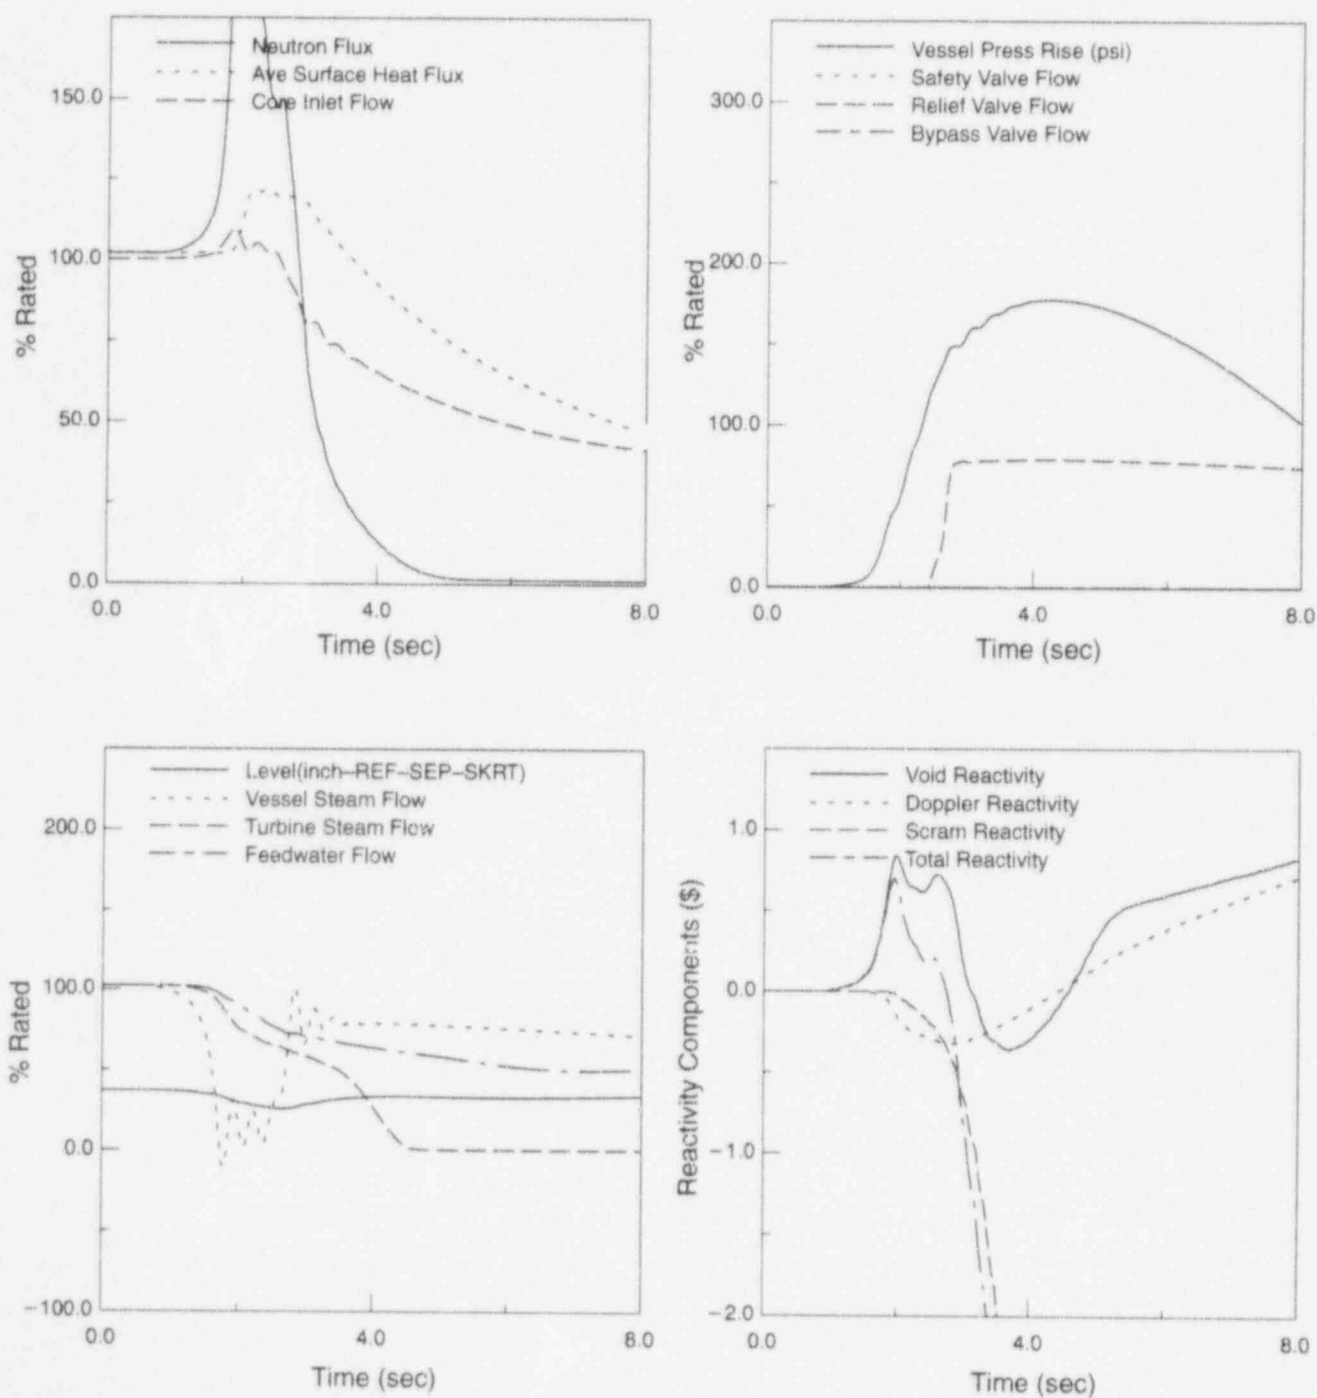 Neutron Flux
Ave Surface Heat Flux
Core Inlet Flow
150.0
100.0
50.0
0.0
% Rated
0.0
4.0
8.0
Time (sec)
Vessel Press Rise (psi)
Safety Valve Flow
Relief Valve Flow
Bypass Valve Flow
300.0
200.0
100.0
0.0
% Rated
0.0
4.0
8.0
Time (sec)
Level(inch-REF-SEP-SKRT)
Vessel Steam Flow
Turbine Steam Flow
Feedwater Flow
200.0
100.0
0.0
-100.0
% Rated
0.0
4.0
8.0
Time (sec)
Void Reactivity
Doppler Reactivity
Scram Reactivity
Total Reactivity
1.0
0.0
-1.0
-2.0
Reactivity Components ($)
0.0
4.0
8.0
Time (sec)